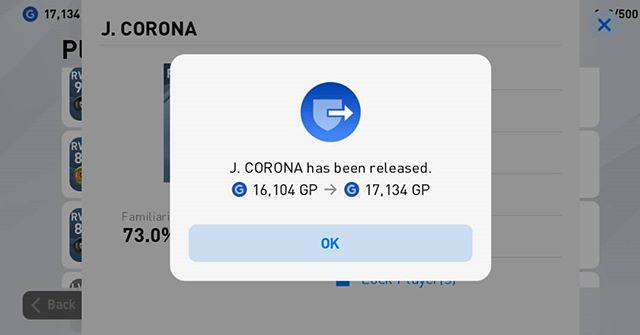 17,134
/500
J. CORONA
Pl
RW
9
J. CORONA has been released.
16,104 GP → 17,134 GP
RW
8
RW
8
Familiari
73.0%
OK
Lock Player(s)
Back